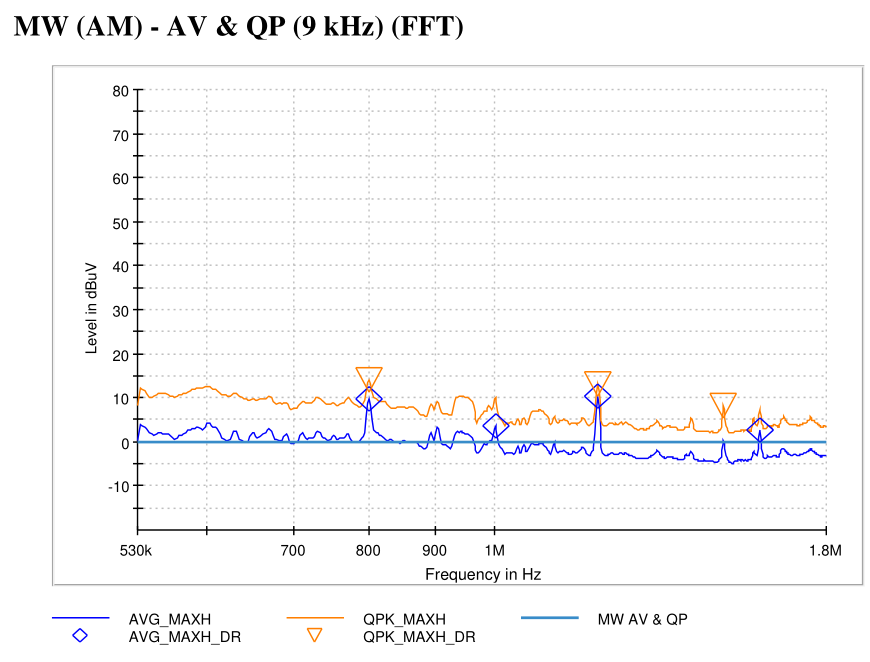 MW (AM) - AV & QP (9 kHz) (FFT)
80
70
60
50
40
30
20
10
0
-10
Level in dBuV
530k 700 800 900 1M 1.8M
Frequency in Hz
AVG_MAXH QPK_MAXH MW AV & QP
AVG_MAXH_DR QPK_MAXH_DR